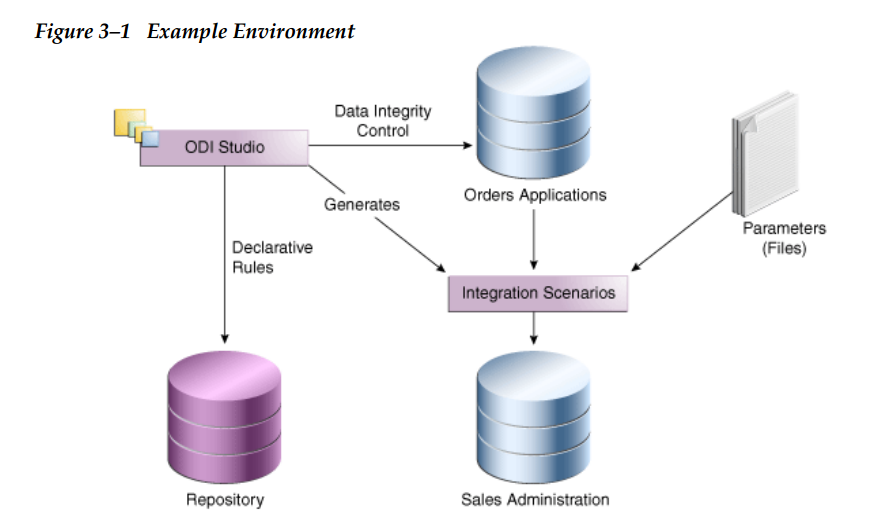 Figure 3–1 Example Environment
Data Integrity
Control
ODI Studio
Orders Applications
Generates
Parameters
(Files)
Declarative
Rules
Integration Scenarios
Repository
Sales Administration